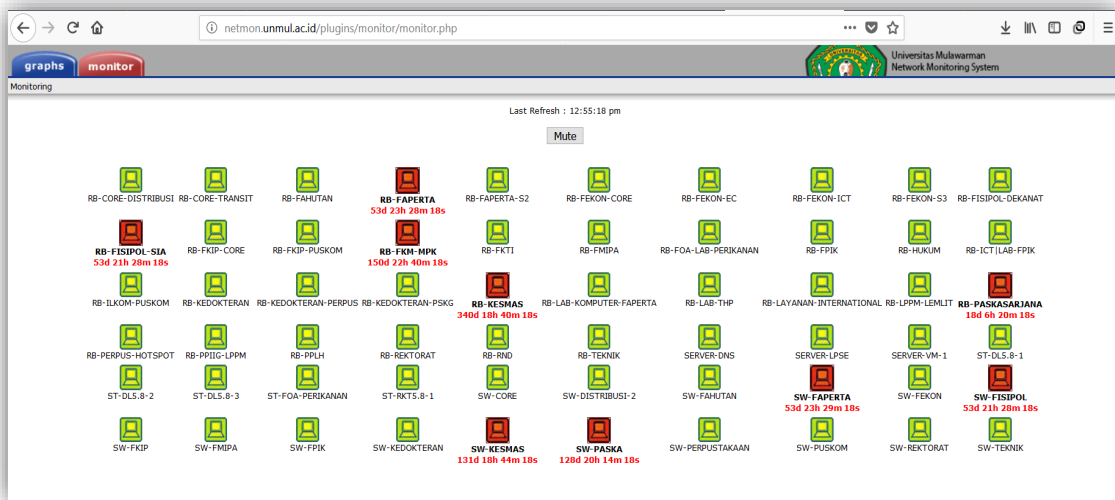 netmon.unmul.ac.id/plugins/monitor/monitor.php
graphs monitor
Universitas Mulawarman
Network Monitoring System
Monitoring
Last Refresh : 12:55:18 pm
Mute
RB-CORE-DISTRIBUSI RB-CORE-TRANSIT RB-FAHUTAN RB-FAPERTA RB-FAPERTA-S2 RB-FEKON-CORE RB-FEKON-EC RB-FEKON-ICT RB-FEKON-S3 RB-FISIPOL-DEKANAT
53d 23h 28m 18s
RB-FISIPOL-SIA RB-FKIP-CORE RB-FKIP-PUSKOM RB-FKM-MPK RB-FKTI RB-FMIPA RB-FOA-LAB-PERIKANAN RB-FPIK RB-HUKUM RB-ICT|LAB-FPIK
53d 21h 28m 18s 150d 22h 40m 18s
RB-ILKOM-PUSKOM RB-KEDOKTERAN RB-KEDOKTERAN-PERPUS RB-KEDOKTERAN-PSKG RB-KESMAS RB-LAB-KOMPUTER-FAPERTA RB-LAB-THP RB-LAYANAN-INTERNATIONAL RB-LPPM-LEMLIT RB-PASKASARJANA
340d 18h 40m 18s 18d 6h 20m 18s
RB-PERPUS-HOTSPOT RB-PPIIG-LPPM RB-PPLH RB-REKTORAT RB-RND RB-TEKNIK SERVER-DNS SERVER-LPSE SERVER-VM-1 ST-DL5.8-1
ST-DL5.8-2 ST-DL5.8-3 ST-FOA-PERIKANAN ST-RKT5.8-1 SW-CORE SW-DISTRIBUSI-2 SW-FAHUTAN SW-FAPERTA SW-FEKON SW-FISIPOL
53d 23h 29m 18s 53d 21h 28m 18s
SW-FKIP SW-FMIPA SW-FPIK SW-KEDOKTERAN SW-KESMAS SW-PASKA SW-PERPUSTAKAAN SW-PUSKOM SW-REKTORAT SW-TEKNIK
131d 18h 44m 18s 128d 20h 14m 18s